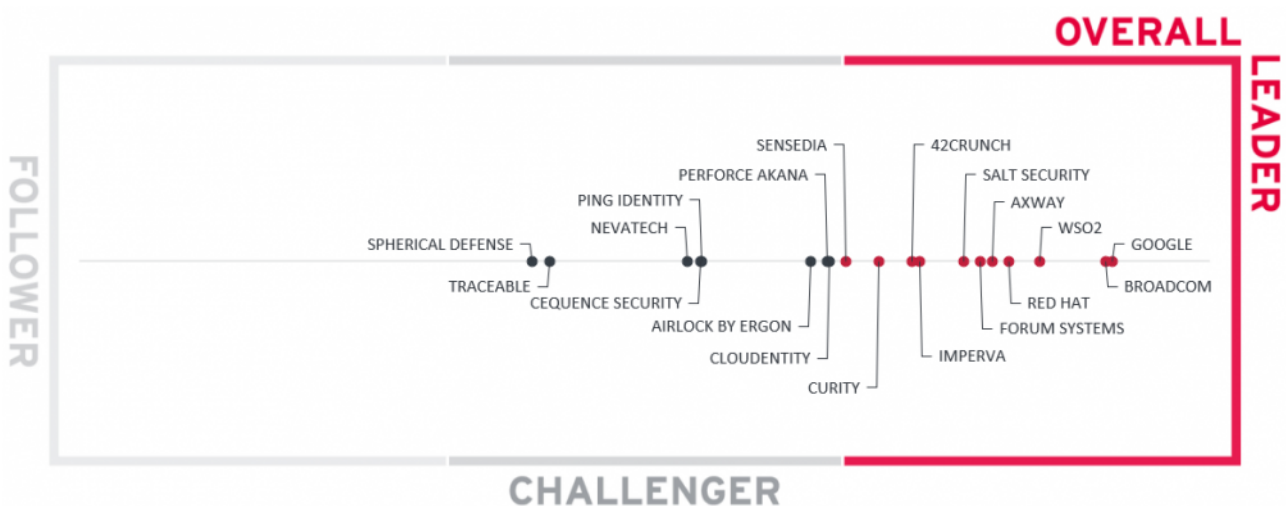 OVERALL
LEADER
FOLLOWER
SENSEDIA
42CRUNCH
PERFORCE AKANA
SALT SECURITY
PING IDENTITY
AXWAY
NEVATECH
WSO2
SPHERICAL DEFENSE
GOOGLE
TRACEABLE
BROADCOM
CEQUENCE SECURITY
RED HAT
AIRLOCK BY ERGON
FORUM SYSTEMS
CLOUDENTITY
IMPERVA
CURITY
CHALLENGER